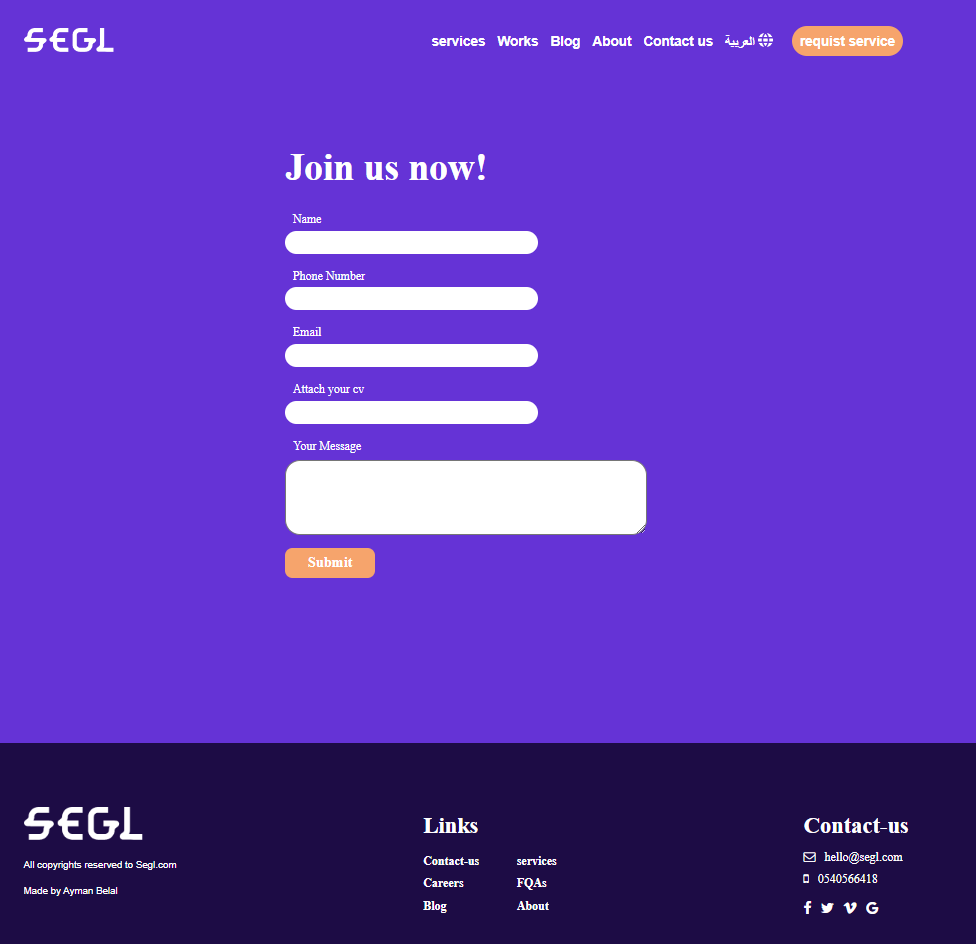 SEGL
services Works Blog About Contact us العربية requist service
Join us now!
Name
Phone Number
Email
Attach your cv
Your Message
Submit
SEGL
All copyrights reserved to Segl.com
Made by Ayman Belal
Links
Contact-us services
Careers FQAs
Blog About
Contact-us
hello@segl.com
0540566418